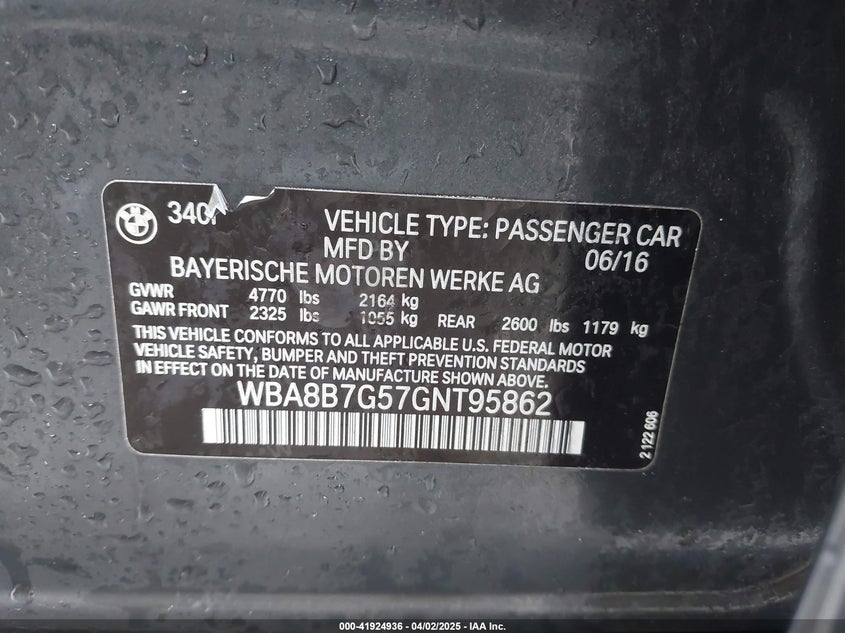 340i
VEHICLE TYPE: PASSENGER CAR
MFD BY 06/16
BAYERISCHE MOTOREN WERKE AG
GVWR 4770 lbs 2164 kg
GAWR FRONT 2325 lbs 1055 kg REAR 2600 lbs 1179 kg
THIS VEHICLE CONFORMS TO ALL APPLICABLE U.S. FEDERAL MOTOR
VEHICLE SAFETY, BUMPER AND THEFT PREVENTION STANDARDS
IN EFFECT ON THE DATE OF MANUFACTURE SHOWN ABOVE.
WBA8B7G57GNT95862
2 122 606
000-41924936 - 04/02/2025 - IAA Inc.